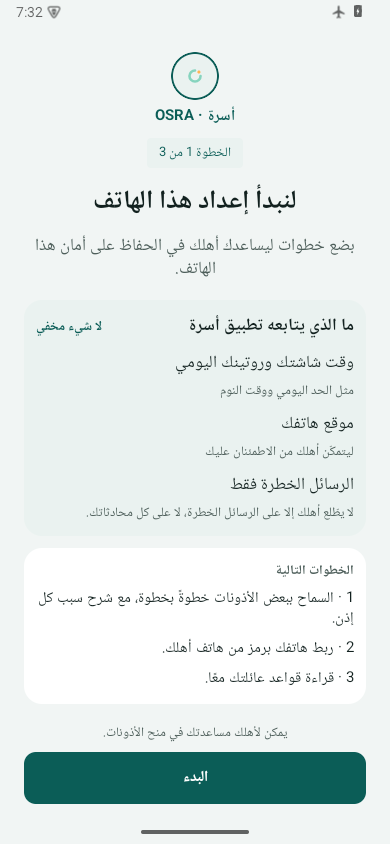 7:32
أسرة · OSRA
الخطوة 1 من 3
لنبدأ إعداد هذا الهاتف
بضع خطوات ليساعدك أهلك في الحفاظ على أمان هذا
الهاتف.
ما الذي يتابعه تطبيق أسرة
لا شيء مخفي
وقت شاشتك وروتينك اليومي
مثل الحد اليومي ووقت النوم
موقع هاتفك
ليتمكّن أهلك من الاطمئنان عليك
الرسائل الخطرة فقط
لا يطّلع أهلك إلا على الرسائل الخطرة، لا على كل محادثاتك.
الخطوات التالية
1 · السماح ببعض الأذونات خطوةً بخطوة، مع شرح سبب كل
إذن.
2 · ربط هاتفك برمز من هاتف أهلك.
3 · قراءة قواعد عائلتك معًا.
يمكن لأهلك مساعدتك في منح الأذونات.
البدء